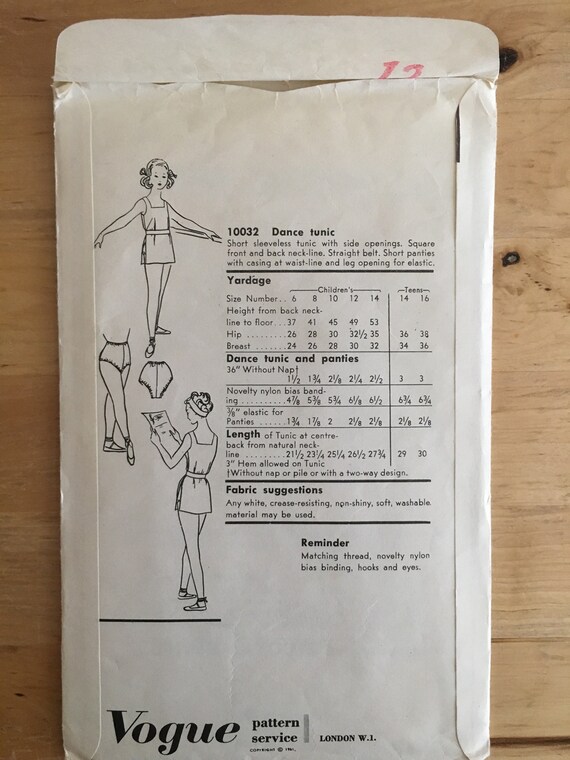 12
10032 Dance tunic
Short sleeveless tunic with side openings. Square
front and back neck-line. Straight belt. Short panties
with casing at waist-line and leg opening for elastic.
Yardage
Children's Teens
Size Number.. 6 8 10 12 14 14 16
Height from back neck-
line to floor...37 41 45 49 53
Hip ..........26 28 30 32½ 35 36 38
Breast .......24 26 28 30 32 34 36
Dance tunic and panties
36" Without Nap†
1½ 1¾ 2⅛ 2¼ 2½ 3 3
Novelty nylon bias band-
ing ..........4⅞ 5⅜ 5¾ 6⅛ 6½ 6¾ 6¾
⅜" elastic for
Panties ......1¾ 1⅞ 2 2⅛ 2⅛ 2⅛ 2⅛
Length of Tunic at centre-
back from natural neck-
line .........21½ 23¼ 25¼ 26½ 27¾ 29 30
3" Hem allowed on Tunic
†Without nap or pile or with a two-way design.
Fabric suggestions
Any white, crease-resisting, non-shiny, soft, washable
material may be used.
Reminder
Matching thread, novelty nylon
bias binding, hooks and eyes.
Vogue pattern
service LONDON W.1.
COPYRIGHT © 1961.